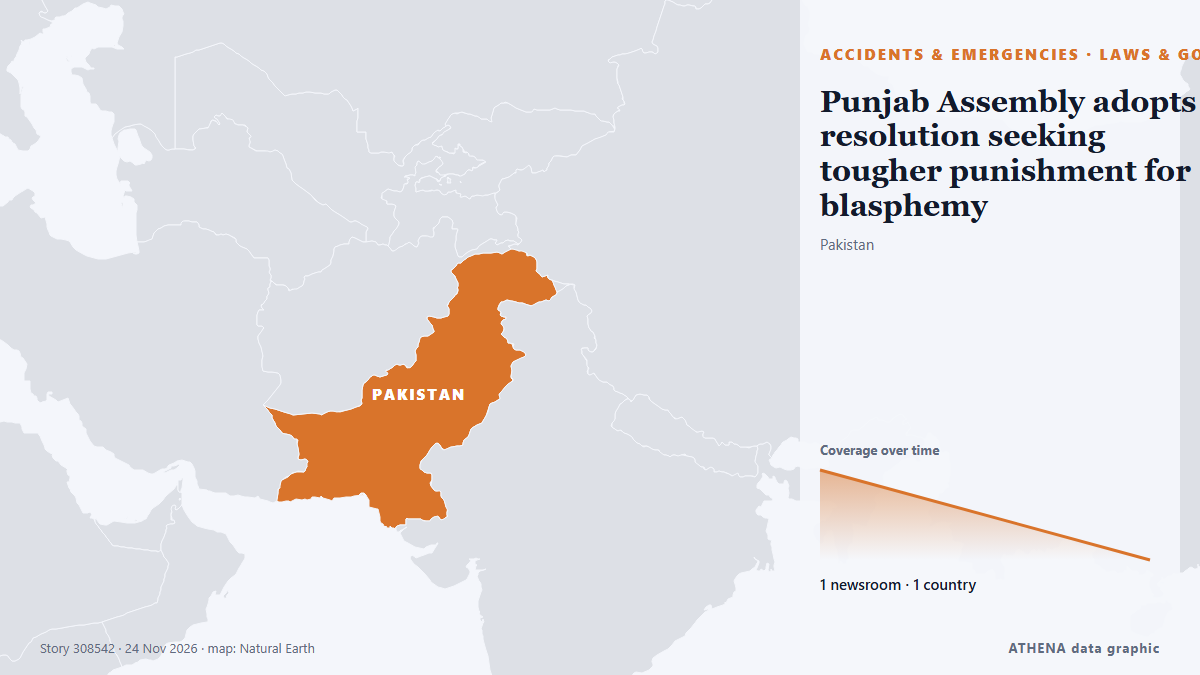 ACCIDENTS & EMERGENCIES · LAWS & GO
Punjab Assembly adopts
resolution seeking
tougher punishment for
blasphemy
Pakistan
PAKISTAN
Coverage over time
1 newsroom · 1 country
Story 308542 · 24 Nov 2026 · map: Natural Earth
ATHENA data graphic